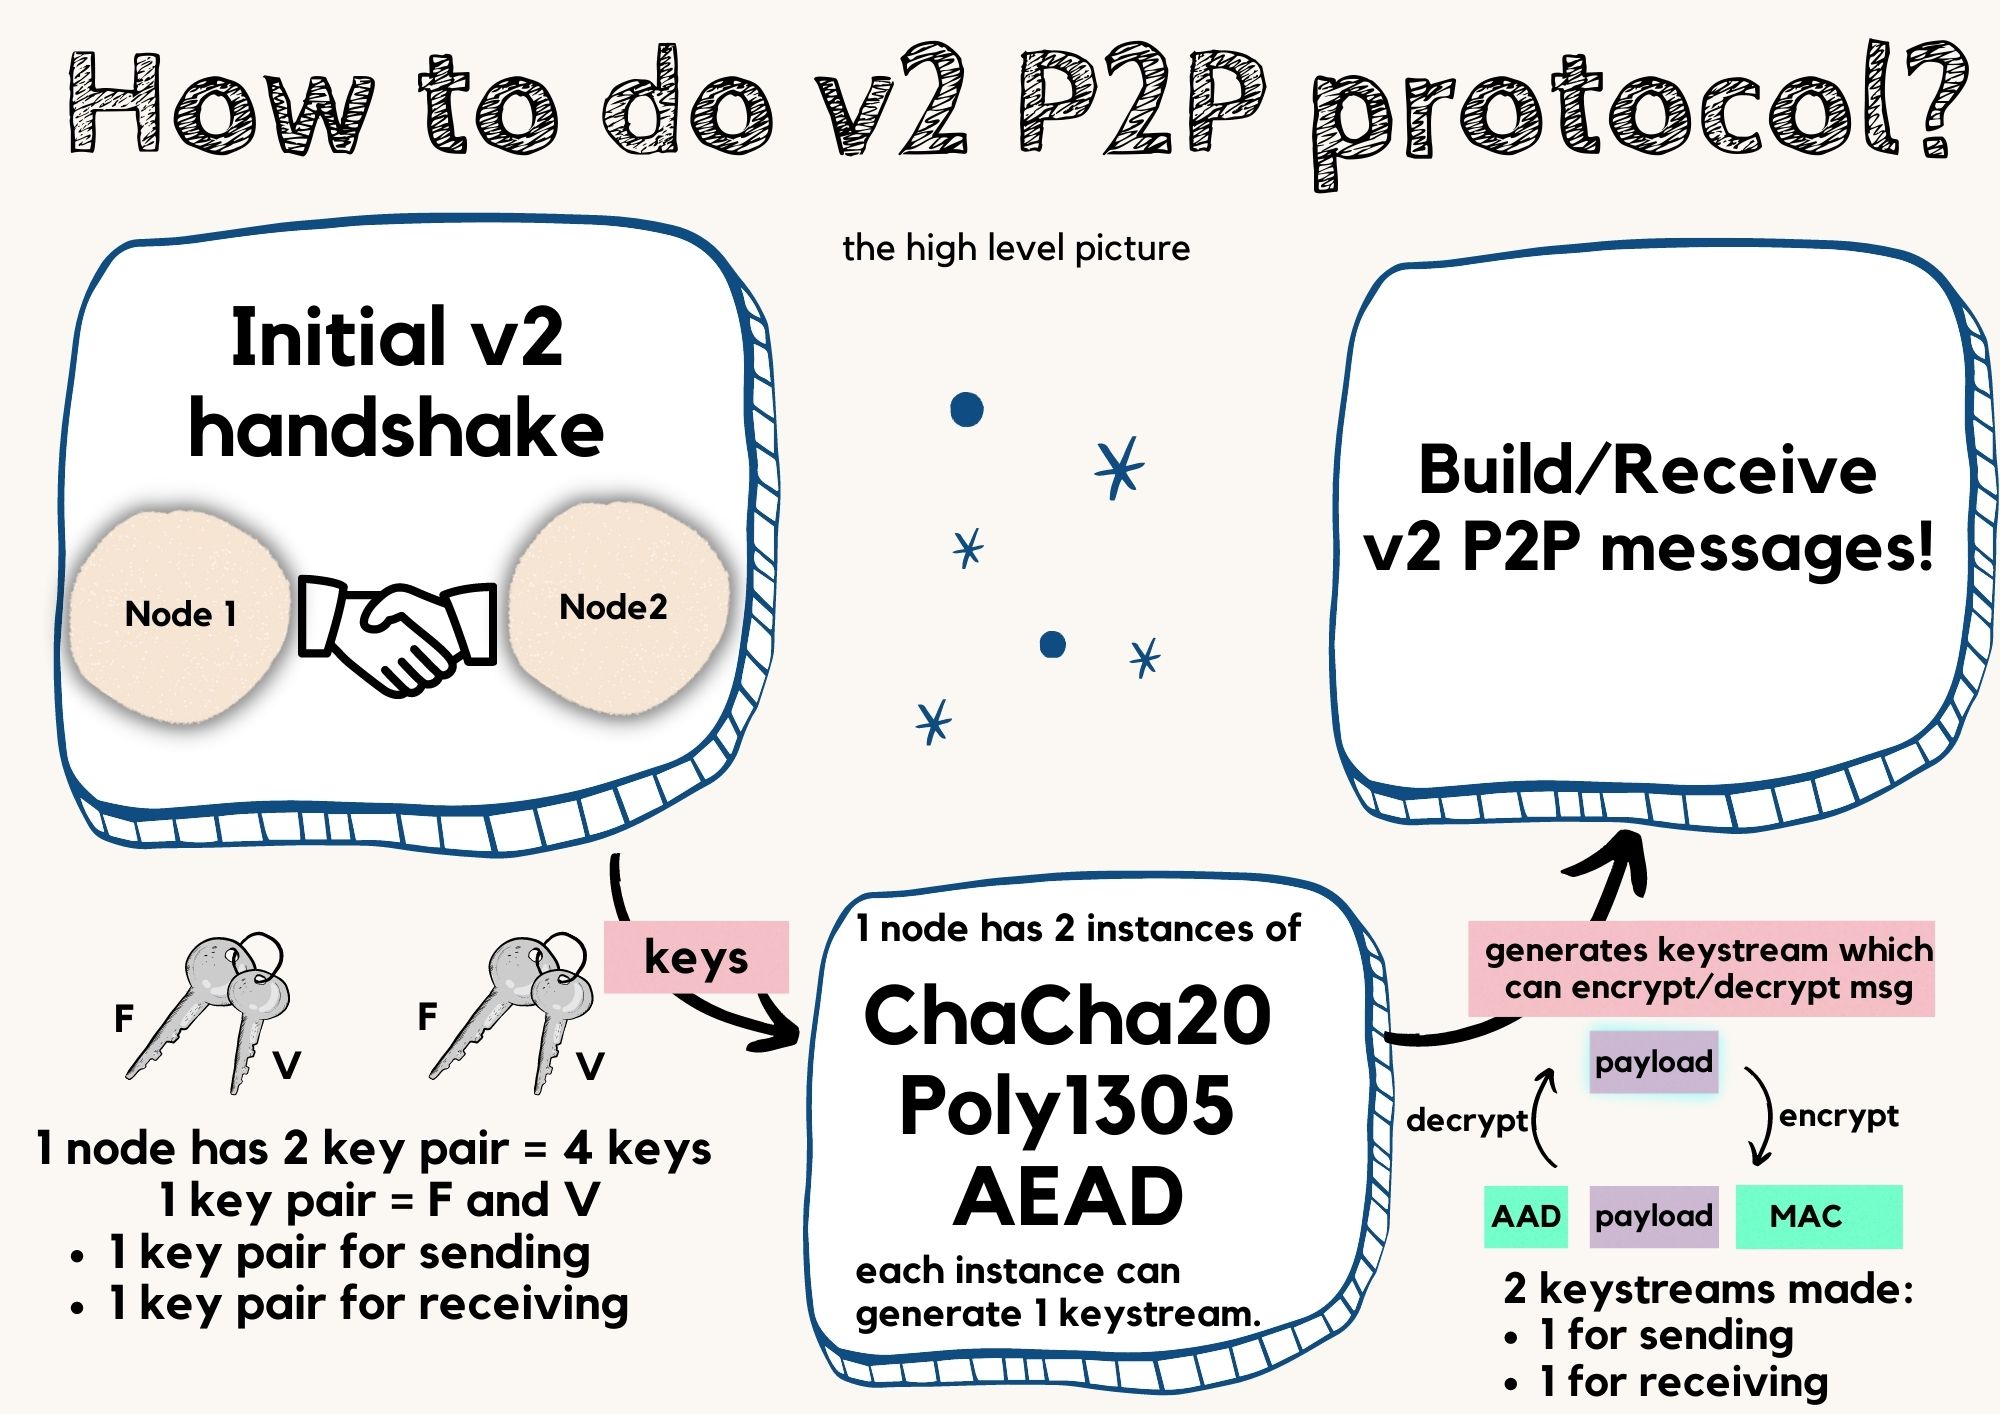 How to do v2 P2P protocol?
the high level picture
Initial v2
handshake
Node 1
Node2
Build/Receive
v2 P2P messages!
keys
F
V
F
V
1 node has 2 key pair = 4 keys
1 key pair = F and V
• 1 key pair for sending
• 1 key pair for receiving
1 node has 2 instances of
ChaCha20
Poly1305
AEAD
each instance can
generate 1 keystream.
generates keystream which
can encrypt/decrypt msg
payload
decrypt
encrypt
AAD
payload
MAC
2 keystreams made:
• 1 for sending
• 1 for receiving